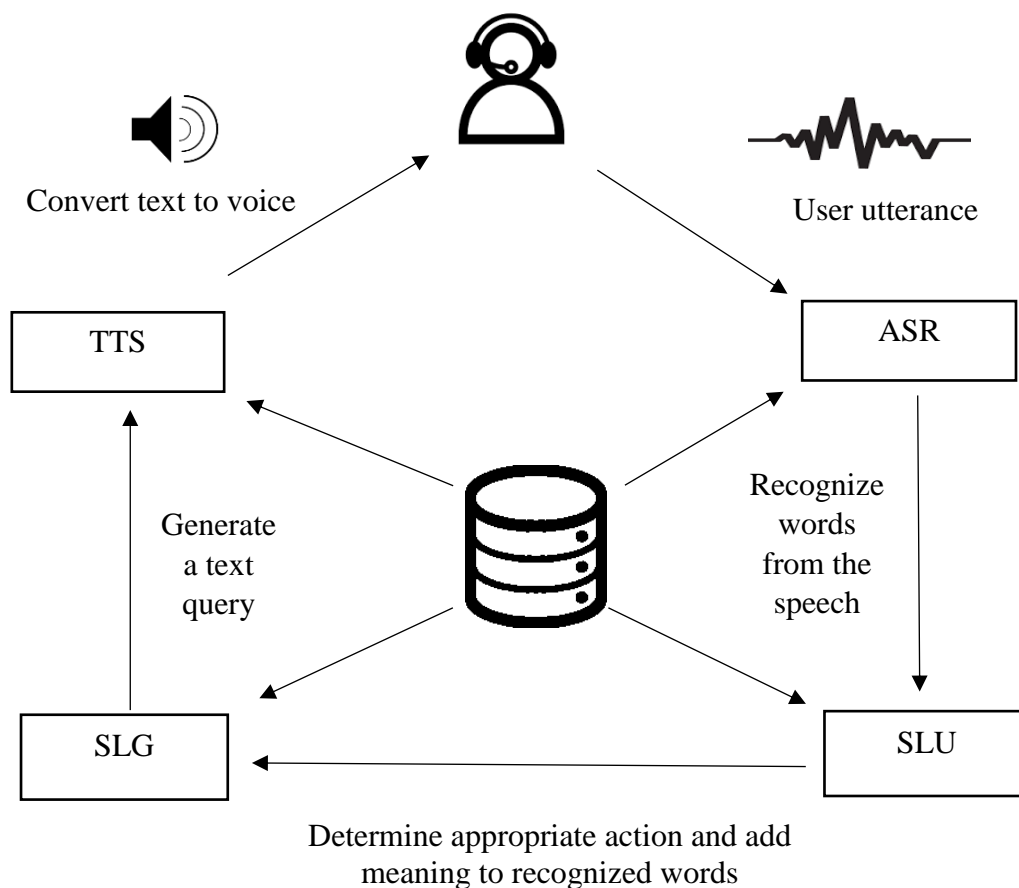 Convert text to voice
User utterance
TTS
ASR
Generate
a text
query
Recognize
words
from the
speech
SLG
SLU
Determine appropriate action and add
meaning to recognized words